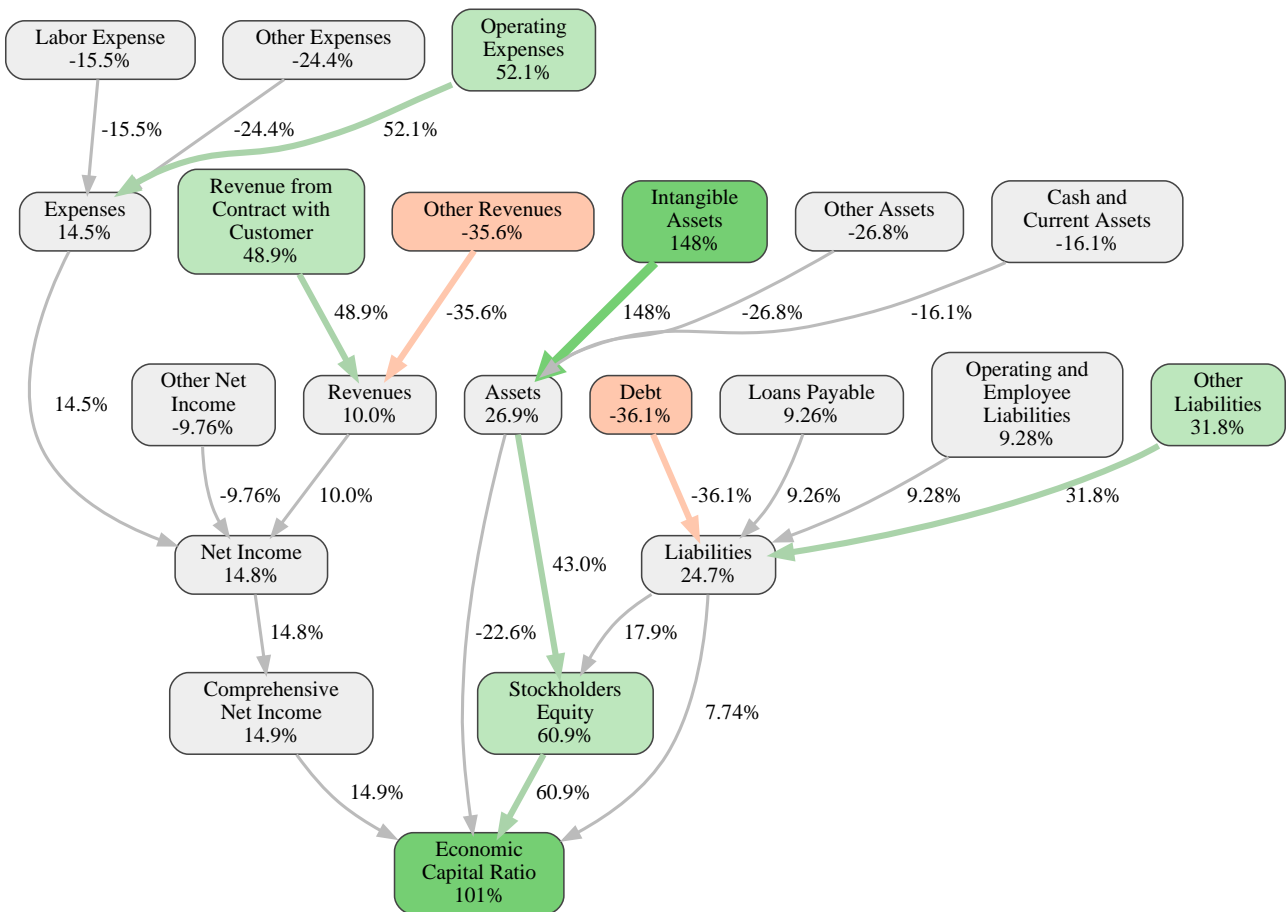 Labor Expense
-15.5%
Other Expenses
-24.4%
Operating
Expenses
52.1%
-15.5%
-24.4%
52.1%
Expenses
14.5%
Revenue from
Contract with
Customer
48.9%
Other Revenues
-35.6%
Intangible
Assets
148%
Other Assets
-26.8%
Cash and
Current Assets
-16.1%
48.9%
-35.6%
148%
-26.8%
-16.1%
14.5%
Other Net
Income
-9.76%
Revenues
10.0%
Assets
26.9%
Debt
-36.1%
Loans Payable
9.26%
Operating and
Employee
Liabilities
9.28%
Other
Liabilities
31.8%
-9.76%
10.0%
-36.1%
9.26%
9.28%
31.8%
Net Income
14.8%
43.0%
Liabilities
24.7%
14.8%
-22.6%
17.9%
Comprehensive
Net Income
14.9%
Stockholders
Equity
60.9%
7.74%
14.9%
60.9%
Economic
Capital Ratio
101%